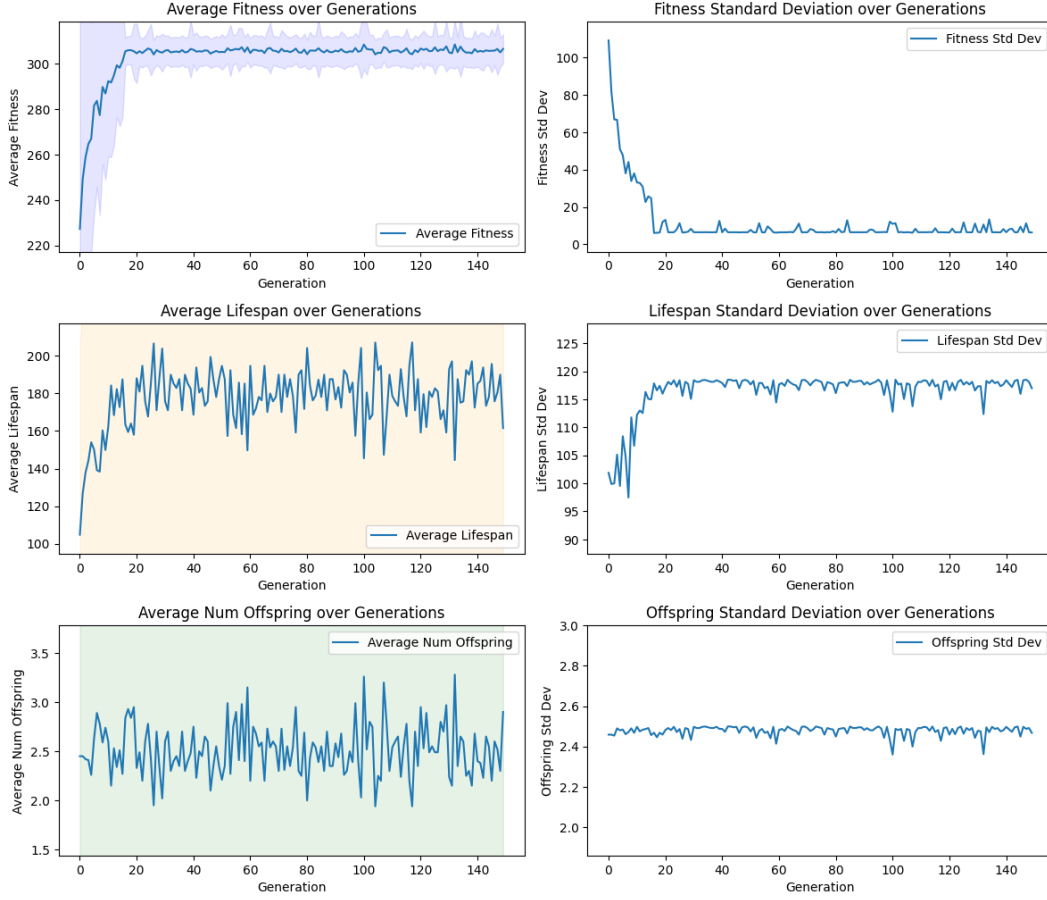 Average Fitness over Generations
Average Fitness
300
280
260
240
220
Average Fitness
0 20 40 60 80 100 120 140
Generation
Fitness Standard Deviation over Generations
Fitness Std Dev
100
80
60
40
20
0
Fitness Std Dev
0 20 40 60 80 100 120 140
Generation
Average Lifespan over Generations
Average Lifespan
200
180
160
140
120
100
Average Lifespan
0 20 40 60 80 100 120 140
Generation
Lifespan Standard Deviation over Generations
Lifespan Std Dev
125
120
115
110
105
100
95
90
Lifespan Std Dev
0 20 40 60 80 100 120 140
Generation
Average Num Offspring over Generations
Average Num Offspring
3.5
3.0
2.5
2.0
1.5
Average Num Offspring
0 20 40 60 80 100 120 140
Generation
Offspring Standard Deviation over Generations
Offspring Std Dev
3.0
2.8
2.6
2.4
2.2
2.0
Offspring Std Dev
0 20 40 60 80 100 120 140
Generation